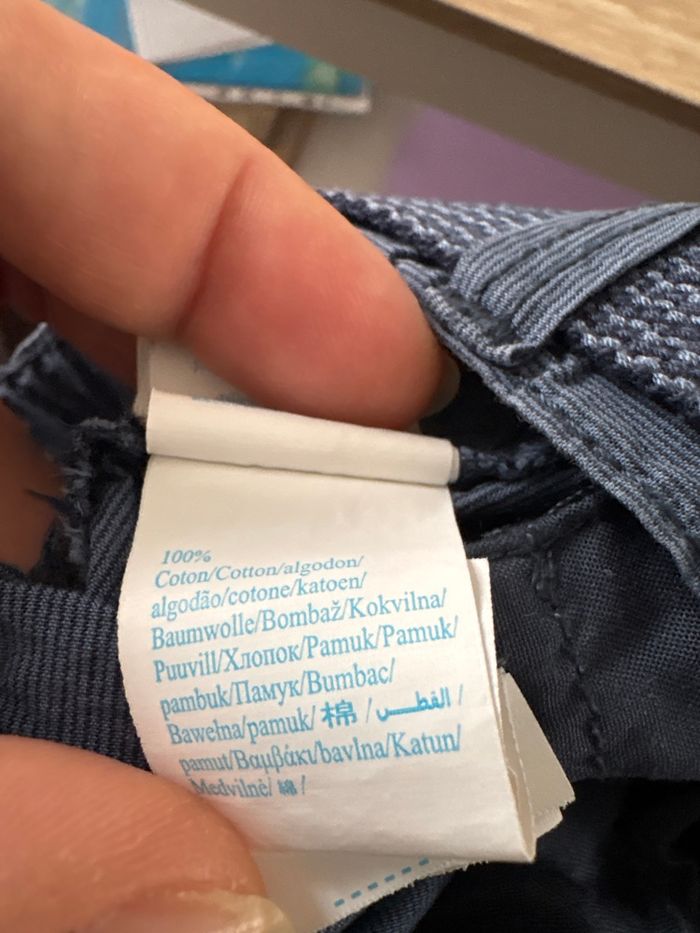 100%
Coton/Cotton/algodon/
algodão/cotone/katoen/
Baumwolle/Bombaž/Kokvilna/
Puuvill/Хлопок/Pamuk/Pamuk/
pambuk/Памук/Bumbac/
Bawełna/pamuk/ 棉 / القطــن /
pamut/Βαμβάκι/bavlna/Katun/
Medvilnė/ 綿 /